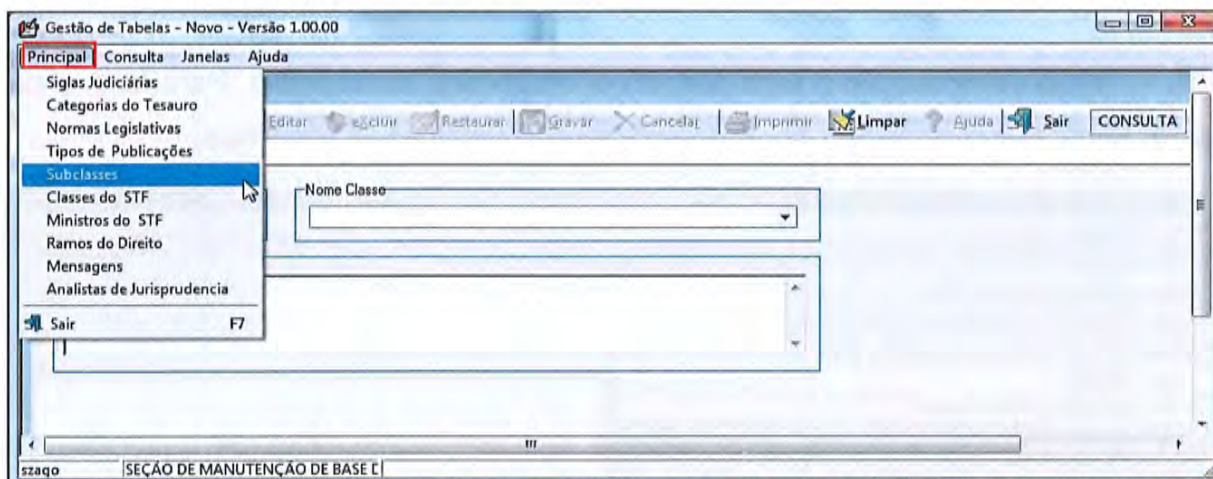 Gestão de Tabelas - Novo - Versão 1.00.00
Principal Consulta Janelas Ajuda
Siglas Judiciárias
Categorias do Tesauro
Normas Legislativas
Tipos de Publicações
Subclasses
Classes do STF
Ministros do STF
Ramos do Direito
Mensagens
Analistas de Jurisprudencia
Sair F7
Editar eXcluir Restaurar Gravar Cancelar Imprimir Limpar Ajuda Sair CONSULTA
Nome Classe
szago SEÇÃO DE MANUTENÇÃO DE BASE D